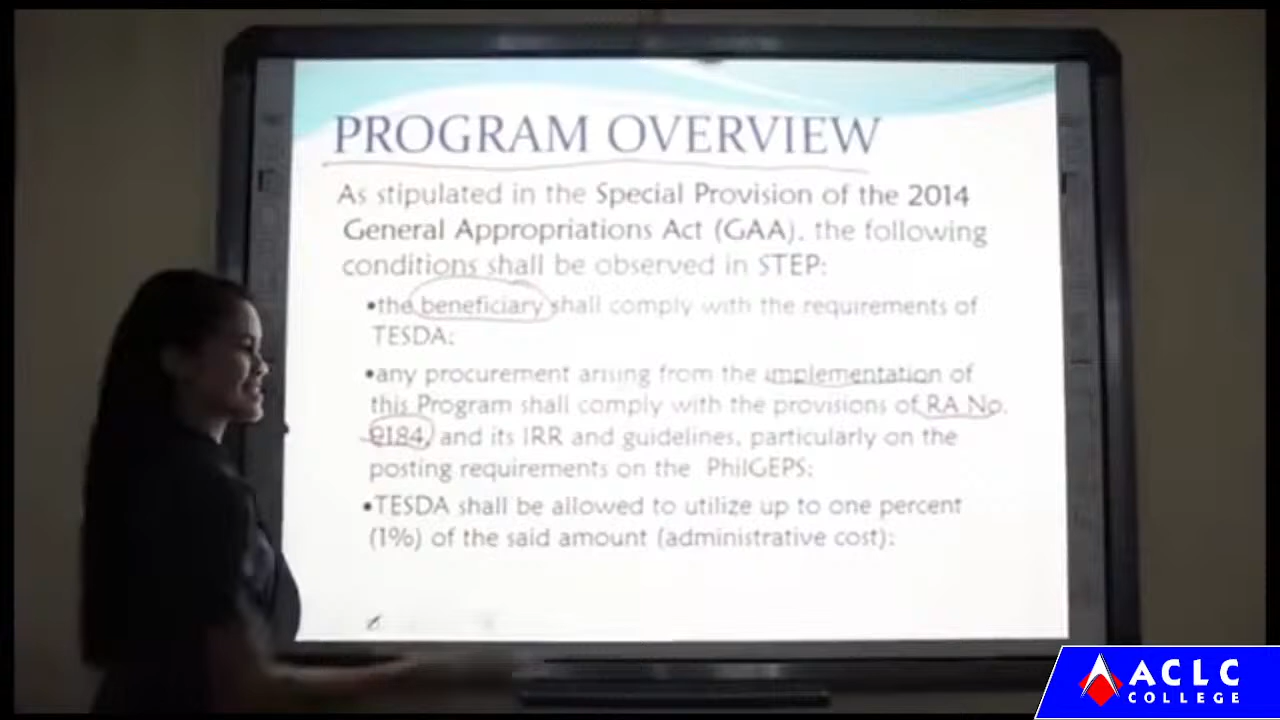 PROGRAM OVERVIEW
As stipulated in the Special Provision of the 2014
General Appropriations Act (GAA), the following
conditions shall be observed in STEP:
•the beneficiary shall comply with the requirements of
TESDA;
•any procurement arising from the implementation of
this Program shall comply with the provisions of RA No.
9184, and its IRR and guidelines, particularly on the
posting requirements on the PhilGEPS;
•TESDA shall be allowed to utilize up to one percent
(1%) of the said amount (administrative cost);
ACLC
COLLEGE